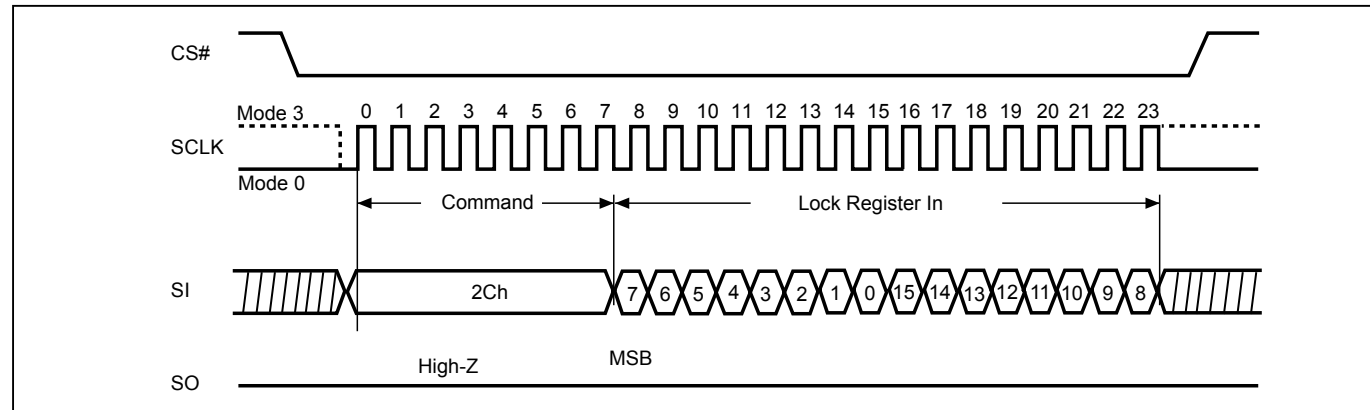 CS#
Mode 3 0 1 2 3 4 5 6 7 8 9 10 11 12 13 14 15 16 17 18 19 20 21 22 23
SCLK
Mode 0
Command Lock Register In
SI 2Ch 7 6 5 4 3 2 1 0 15 14 13 12 11 10 9 8
High-Z MSB
SO